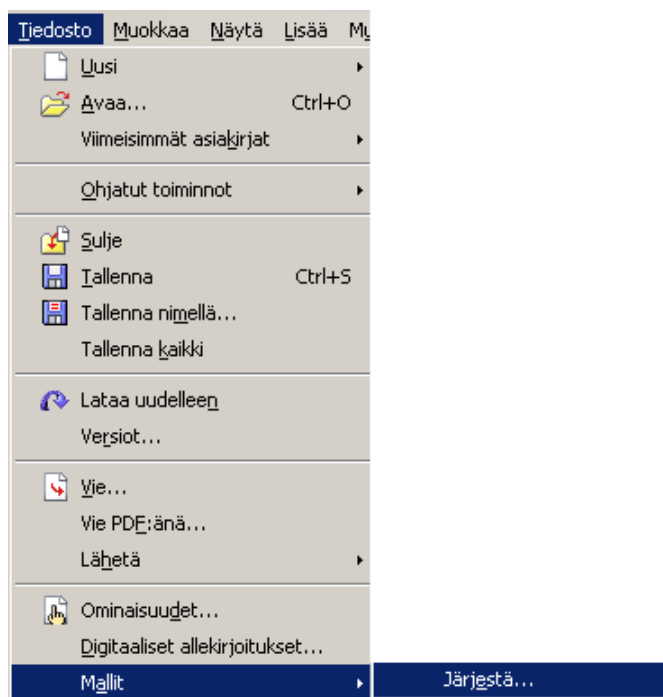 Tiedosto Muokkaa Näytä Lisää
Uusi
Avaa... Ctrl+O
Viimeisimmät asiakirjat
Ohjatut toiminnot
Sulje
Tallenna Ctrl+S
Tallenna nimellä...
Tallenna kaikki
Lataa uudelleen
Versiot...
Vie...
Vie PDF:änä...
Lähetä
Ominaisuudet...
Digitaaliset allekirjoitukset...
Mallit Järjestä...